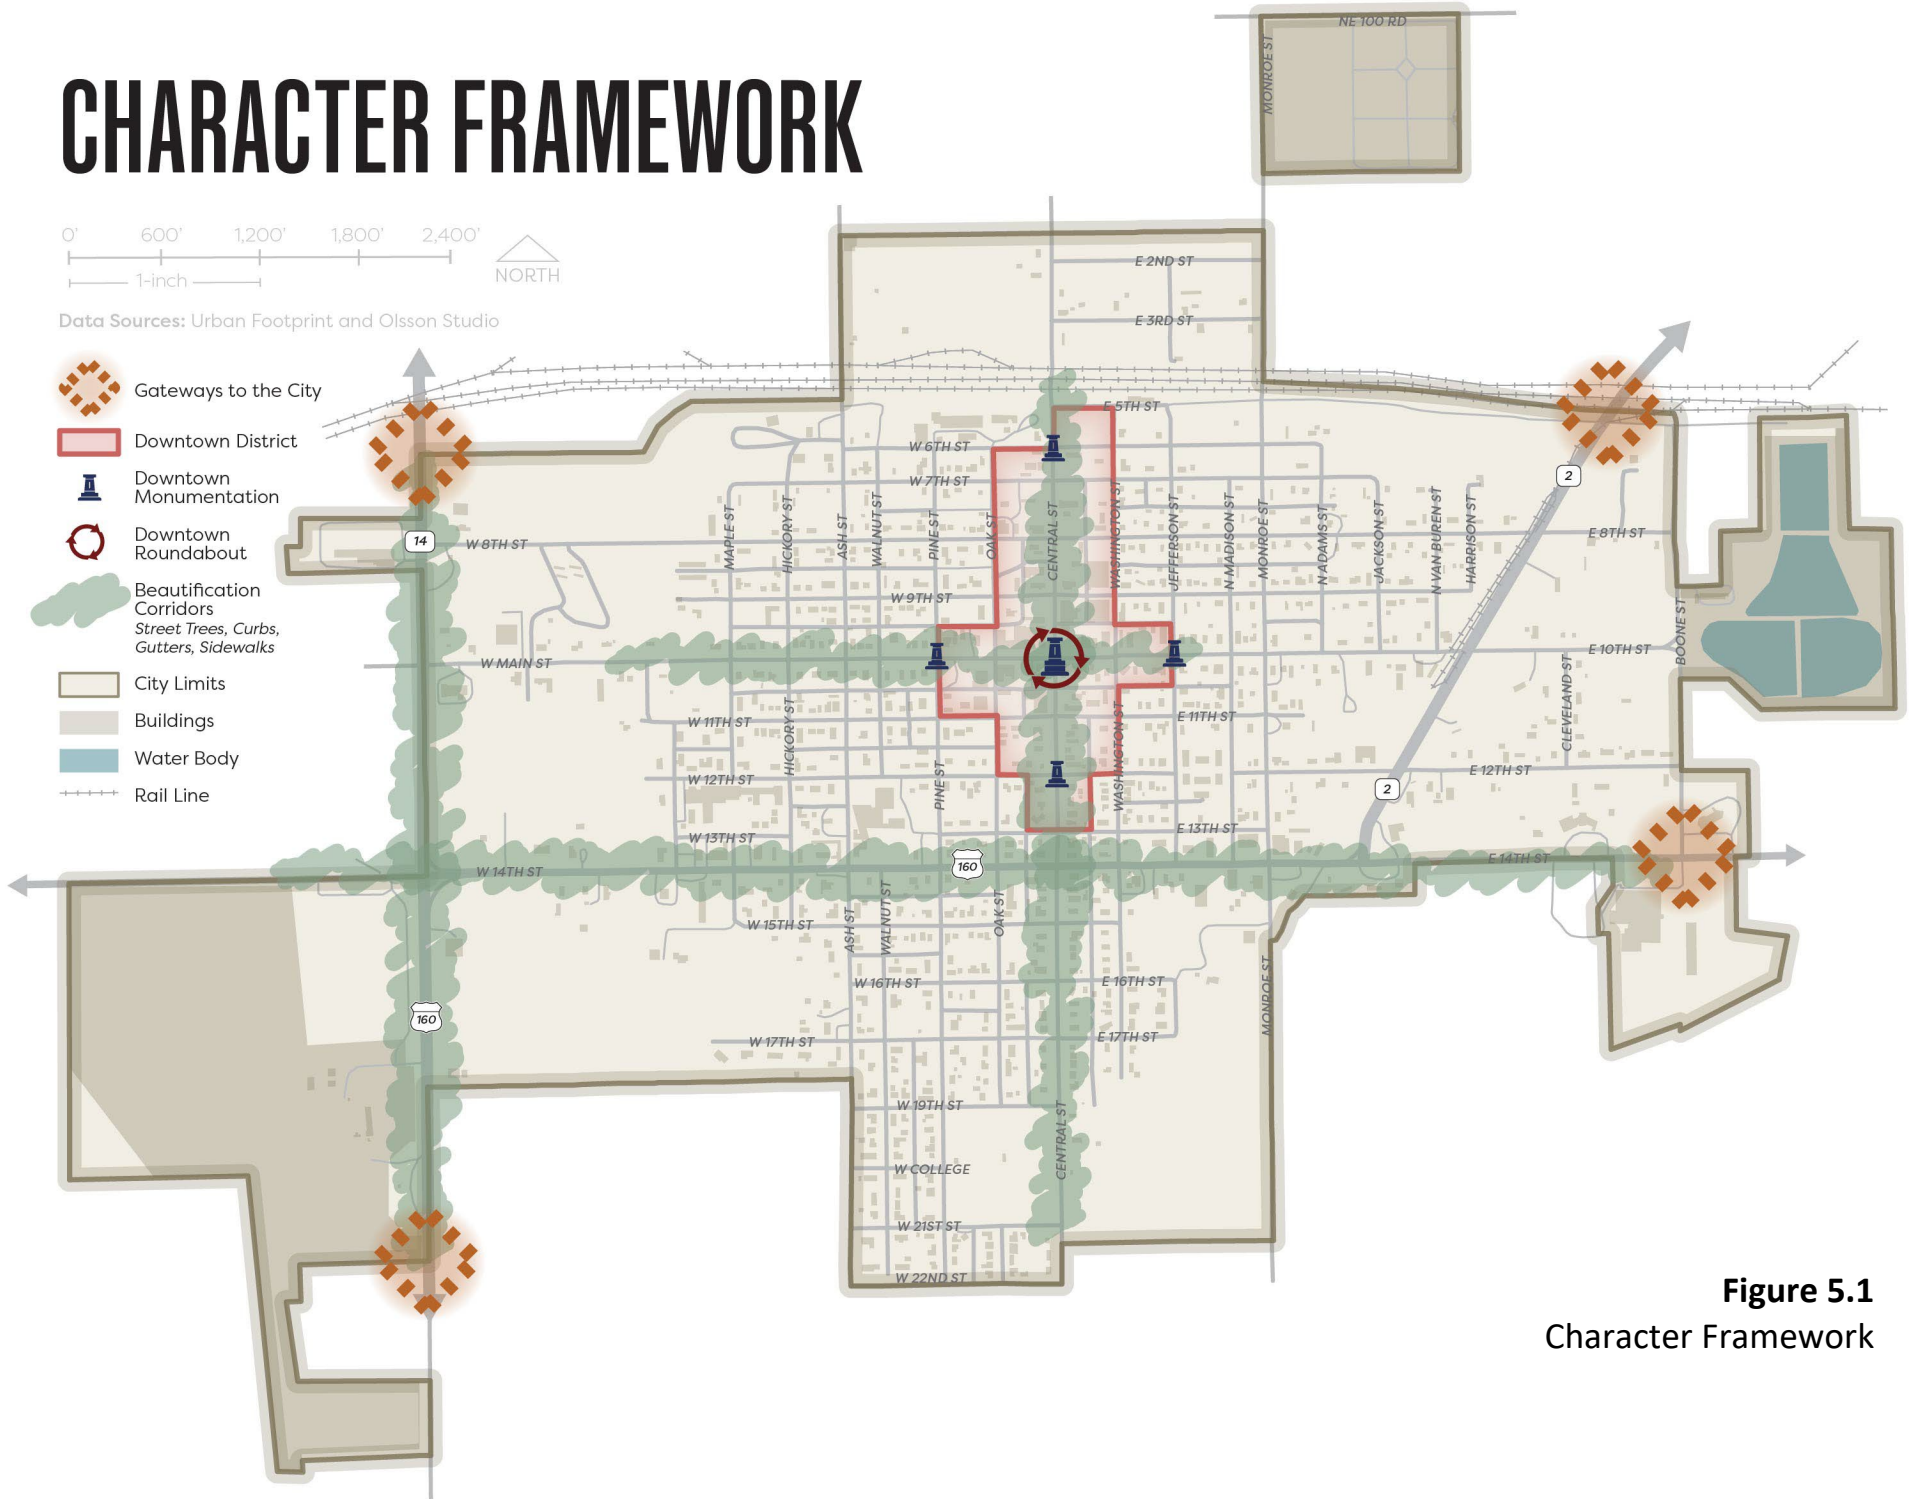 CHARACTER FRAMEWORK
0' 600' 1,200' 1,800' 2,400'
1-inch
NORTH
Data Sources: Urban Footprint and Olsson Studio
Gateways to the City
Downtown District
Downtown
Monumentation
Downtown
Roundabout
Beautification
Corridors
Street Trees, Curbs,
Gutters, Sidewalks
City Limits
Buildings
Water Body
Rail Line
NE 100 RD
MONROE ST
E 2ND ST
E 3RD ST
E 5TH ST
W 6TH ST
W 7TH ST
2
14
W 8TH ST
E 8TH ST
MAPLE ST
HICKORY ST
ASH ST
WALNUT ST
PINE ST
OAK ST
CENTRAL ST
WASHINGTON ST
JEFFERSON ST
N MADISON ST
MONROE ST
N ADAMS ST
JACKSON ST
N VAN BUREN ST
HARRISON ST
W 9TH ST
W MAIN ST
E 10TH ST
BOONE ST
CLEVELAND ST
W 11TH ST
HICKORY ST
E 11TH ST
WASHINGTON ST
W 12TH ST
PINE ST
E 12TH ST
2
W 13TH ST
E 13TH ST
W 14TH ST
160
E 14TH ST
W 15TH ST
ASH ST
WALNUT ST
OAK ST
W 16TH ST
E 16TH ST
MONROE ST
160
W 17TH ST
E 17TH ST
W 19TH ST
CENTRAL ST
W COLLEGE
W 21ST ST
W 22ND ST
Figure 5.1
Character Framework